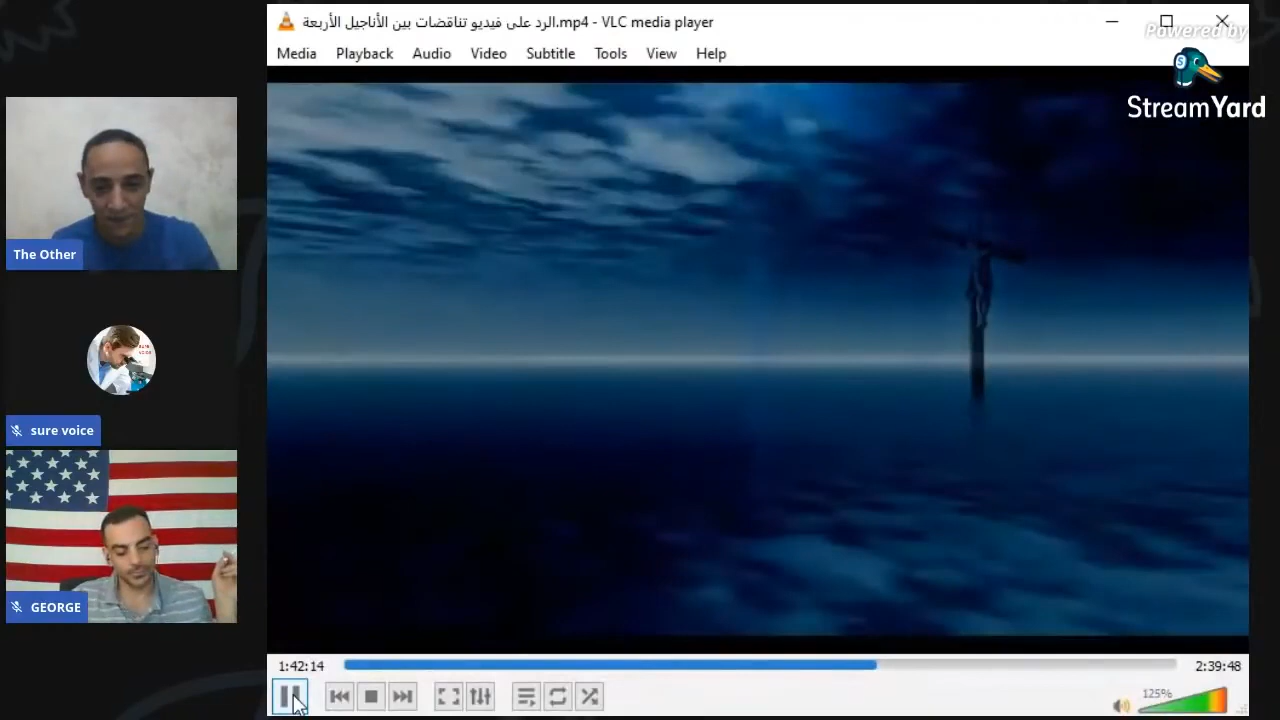 الرد على فيديو تناقضات بين الأناجيل الأربعة.mp4 - VLC media player
Media Playback Audio Video Subtitle Tools View Help
Powered by
StreamYard
The Other
sure voice
GEORGE
1:42:14
2:39:48
125%